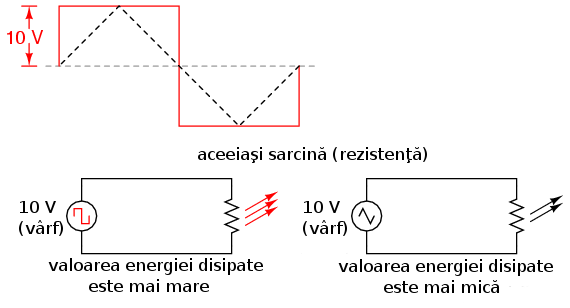 10 V
aceeiaşi sarcină (rezistenţă)
10 V
(vârf)
10 V
(vârf)
valoarea energiei disipate
este mai mare
valoarea energiei disipate
este mai mică